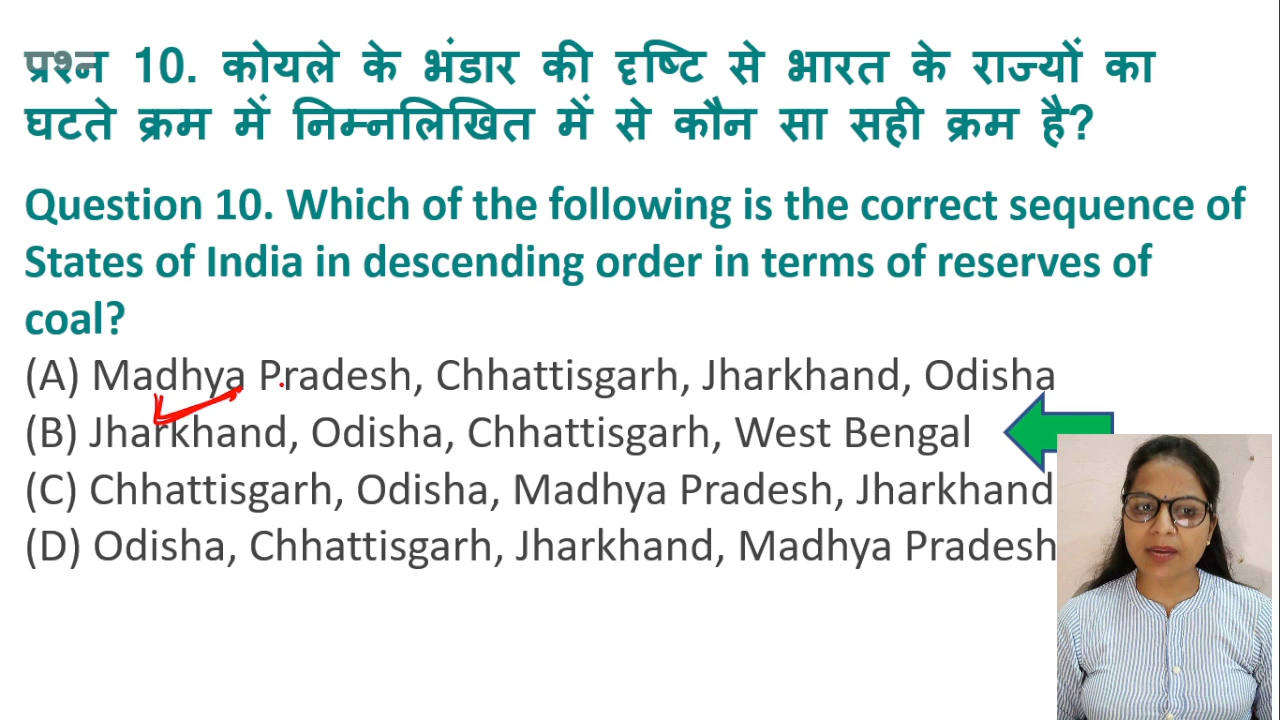 प्रश्न 10. कोयले के भंडार की दृष्टि से भारत के राज्यों का
घटते क्रम में निम्नलिखित में से कौन सा सही क्रम है?
Question 10. Which of the following is the correct sequence of
States of India in descending order in terms of reserves of
coal?
(A) Madhya Pradesh, Chhattisgarh, Jharkhand, Odisha
(B) Jharkhand, Odisha, Chhattisgarh, West Bengal
(C) Chhattisgarh, Odisha, Madhya Pradesh, Jharkhand
(D) Odisha, Chhattisgarh, Jharkhand, Madhya Pradesh